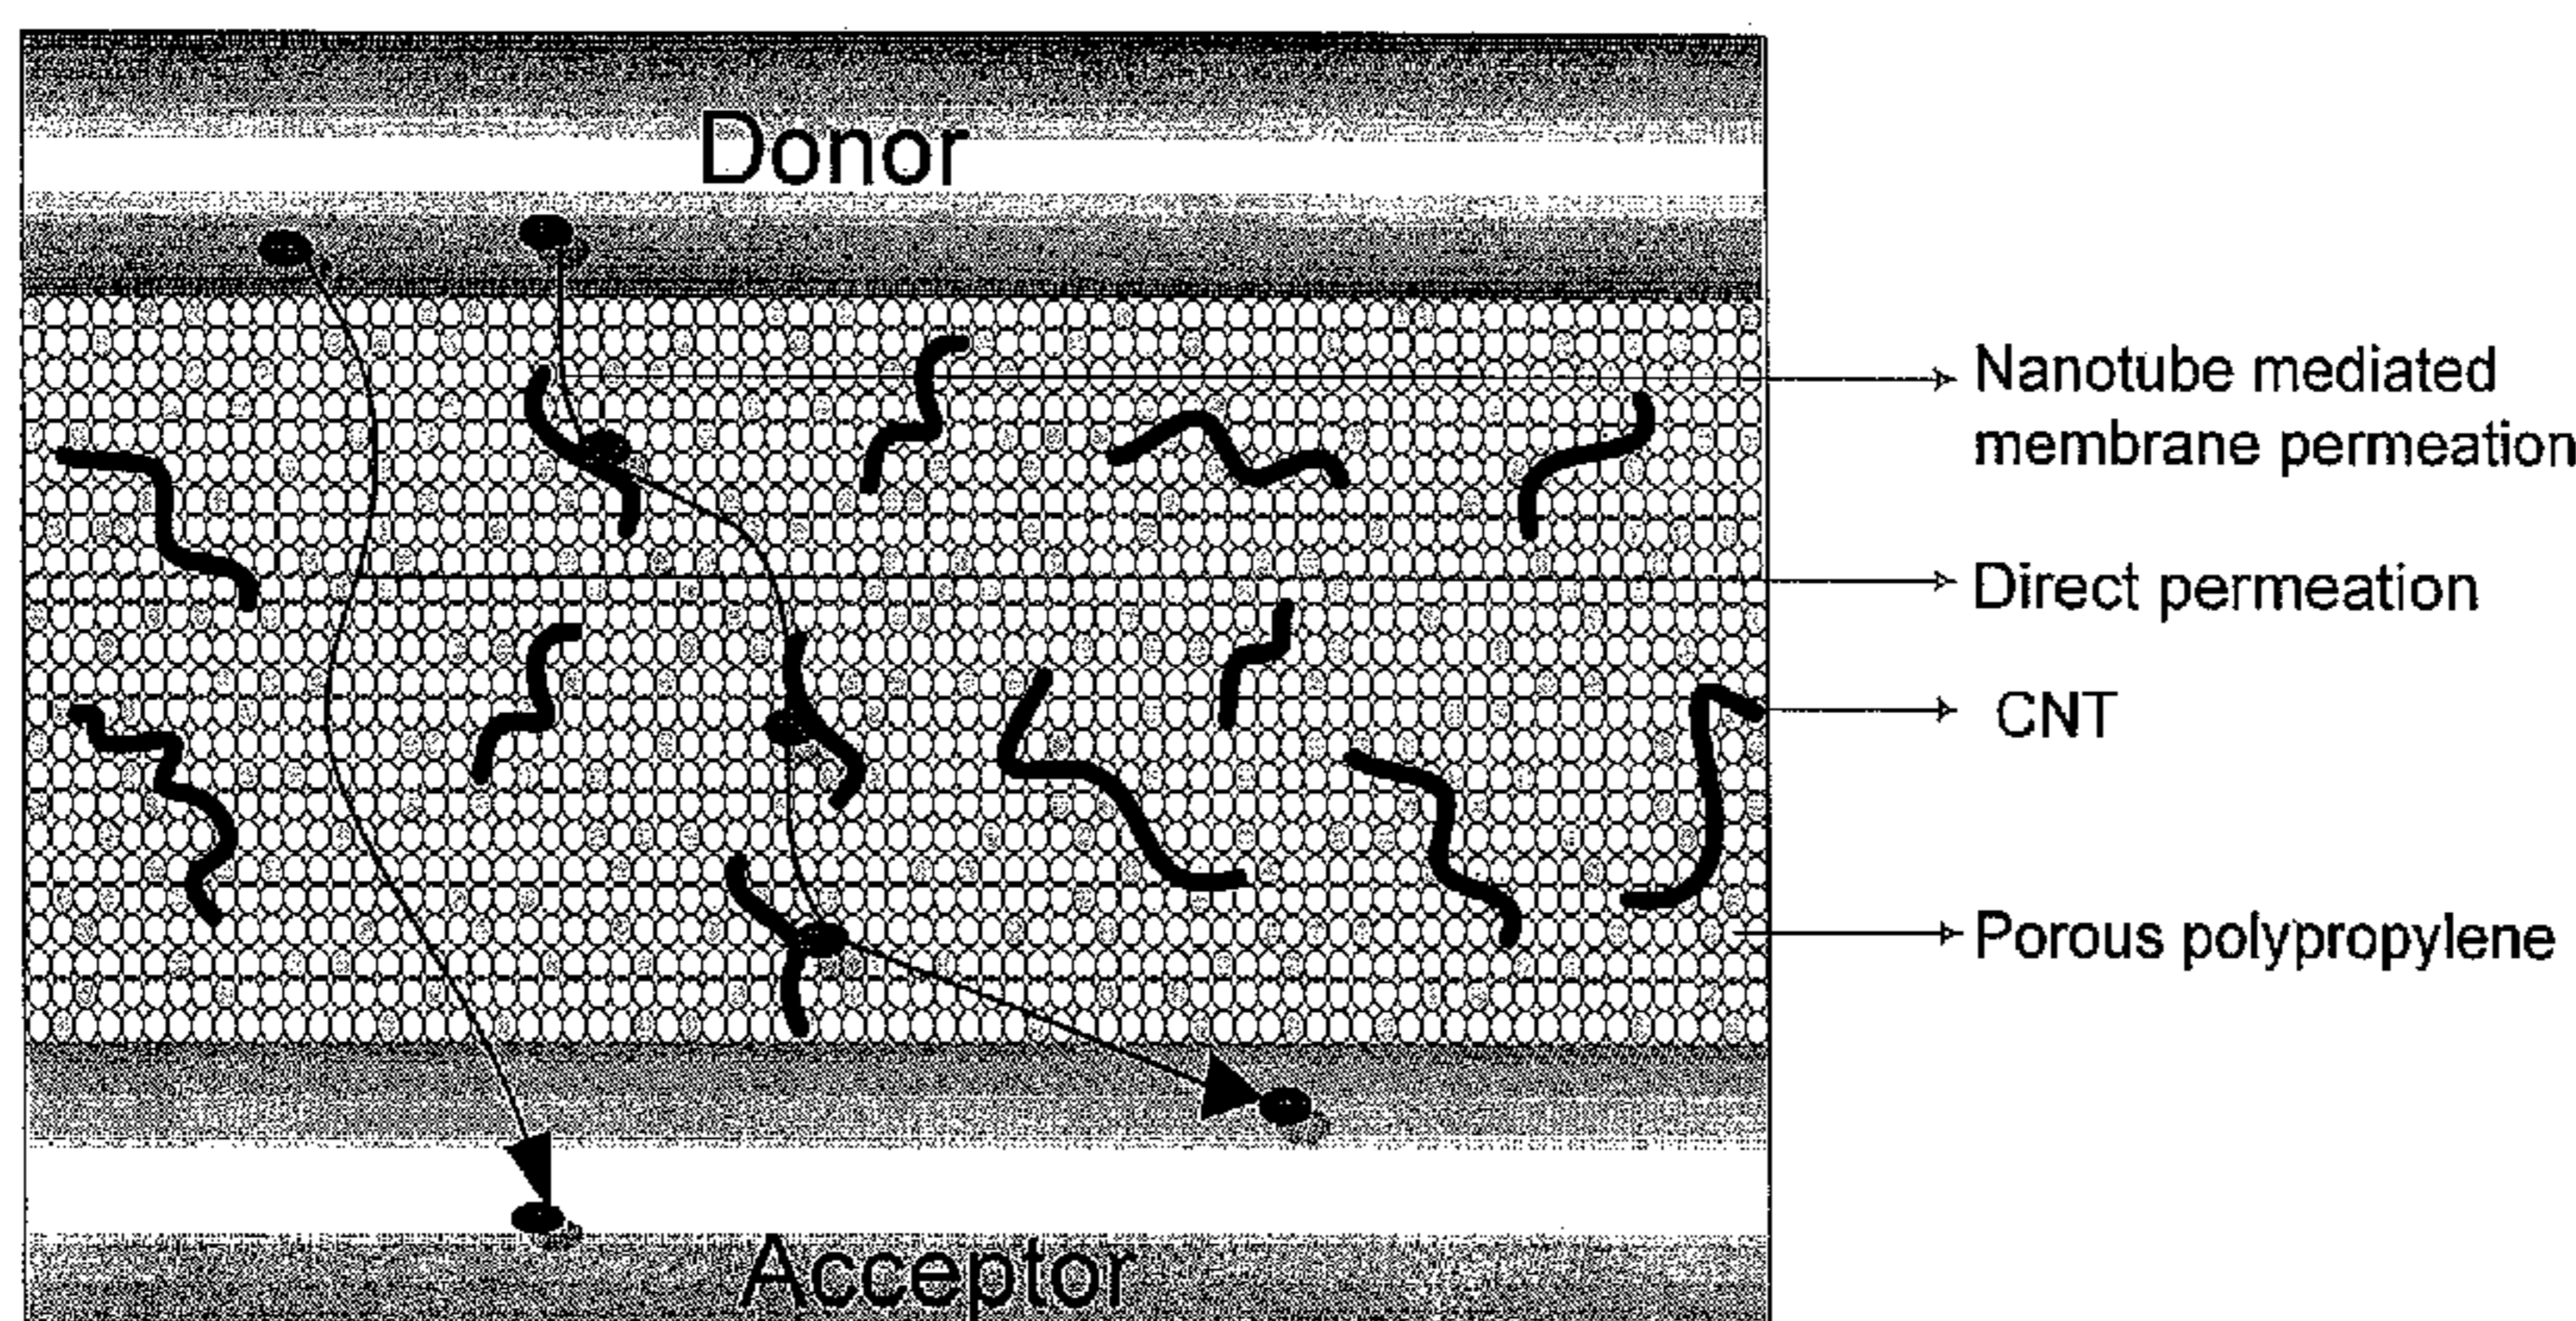 Donor
Nanotube mediated
membrane permeation
Direct permeation
CNT
Porous polypropylene
Acceptor